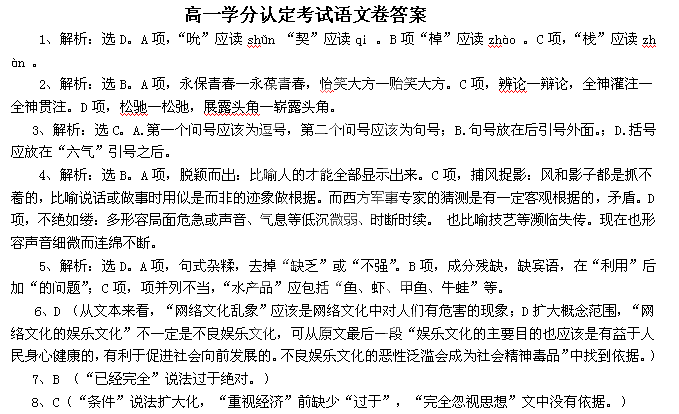 高一学分认定考试语文卷答案
1、解析：选D。A项，“吮”应读shǔn “契”应读qì 。B项“棹”应读zhào 。C项，“栈”应读zh
àn 。
2、解析：选B。A项，永保青春—永葆青春，怡笑大方—贻笑大方。C项，辨论—辩论，全神灌注—
全神贯注。D项，松驰—松弛，展露头角—崭露头角。
3、解析：选C。A.第一个问号应该为逗号，第二个问号应该为句号；B.句号放在后引号外面。；D.括号
应放在“六气”引号之后。
4、解析：选B。A项，脱颖而出：比喻人的才能全部显示出来。C项，捕风捉影：风和影子都是抓不
着的，比喻说话或做事时用似是而非的迹象做根据。而西方军事专家的猜测是有一定客观根据的，矛盾。D
项，不绝如缕：多形容局面危急或声音、气息等低沉微弱、时断时续。 也比喻技艺等濒临失传。现在也形
容声音细微而连绵不断。
5、解析：选D。A项，句式杂糅，去掉“缺乏”或“不强”。B项，成分残缺，缺宾语，在“利用”后
加“的问题”；C项，项并列不当，“水产品”应包括“鱼、虾、甲鱼、牛蛙”等。
6、D （从文本来看，“网络文化乱象”应该是网络文化中对人们有危害的现象；D扩大概念范围，“网
络文化的娱乐文化”不一定是不良娱乐文化，可从原文最后一段“娱乐文化的主要目的也应该是有益于人
民身心健康的，有利于促进社会向前发展的。不良娱乐文化的恶性泛滥会成为社会精神毒品”中找到依据。）
7、B （“已经完全”说法过于绝对。）
8、C（“条件”说法扩大化，“重视经济”前缺少“过于”，“完全忽视思想”文中没有依据。）